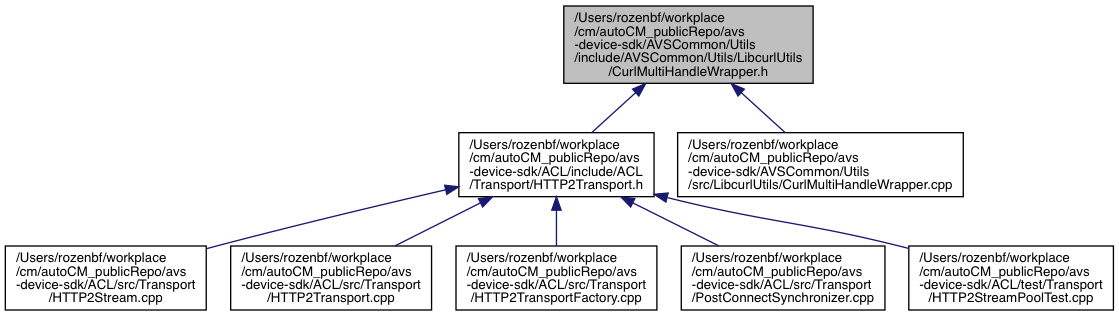 /Users/rozenbf/workplace
/cm/autoCM_publicRepo/avs
-device-sdk/AVSCommon/Utils
/include/AVSCommon/Utils/LibcurlUtils
/CurlMultiHandleWrapper.h
/Users/rozenbf/workplace
/cm/autoCM_publicRepo/avs
-device-sdk/ACL/include/ACL
/Transport/HTTP2Transport.h
/Users/rozenbf/workplace
/cm/autoCM_publicRepo/avs
-device-sdk/AVSCommon/Utils
/src/LibcurlUtils/CurlMultiHandleWrapper.cpp
/Users/rozenbf/workplace
/cm/autoCM_publicRepo/avs
-device-sdk/ACL/src/Transport
/HTTP2Stream.cpp
/Users/rozenbf/workplace
/cm/autoCM_publicRepo/avs
-device-sdk/ACL/src/Transport
/HTTP2Transport.cpp
/Users/rozenbf/workplace
/cm/autoCM_publicRepo/avs
-device-sdk/ACL/src/Transport
/HTTP2TransportFactory.cpp
/Users/rozenbf/workplace
/cm/autoCM_publicRepo/avs
-device-sdk/ACL/src/Transport
/PostConnectSynchronizer.cpp
/Users/rozenbf/workplace
/cm/autoCM_publicRepo/avs
-device-sdk/ACL/test/Transport
/HTTP2StreamPoolTest.cpp